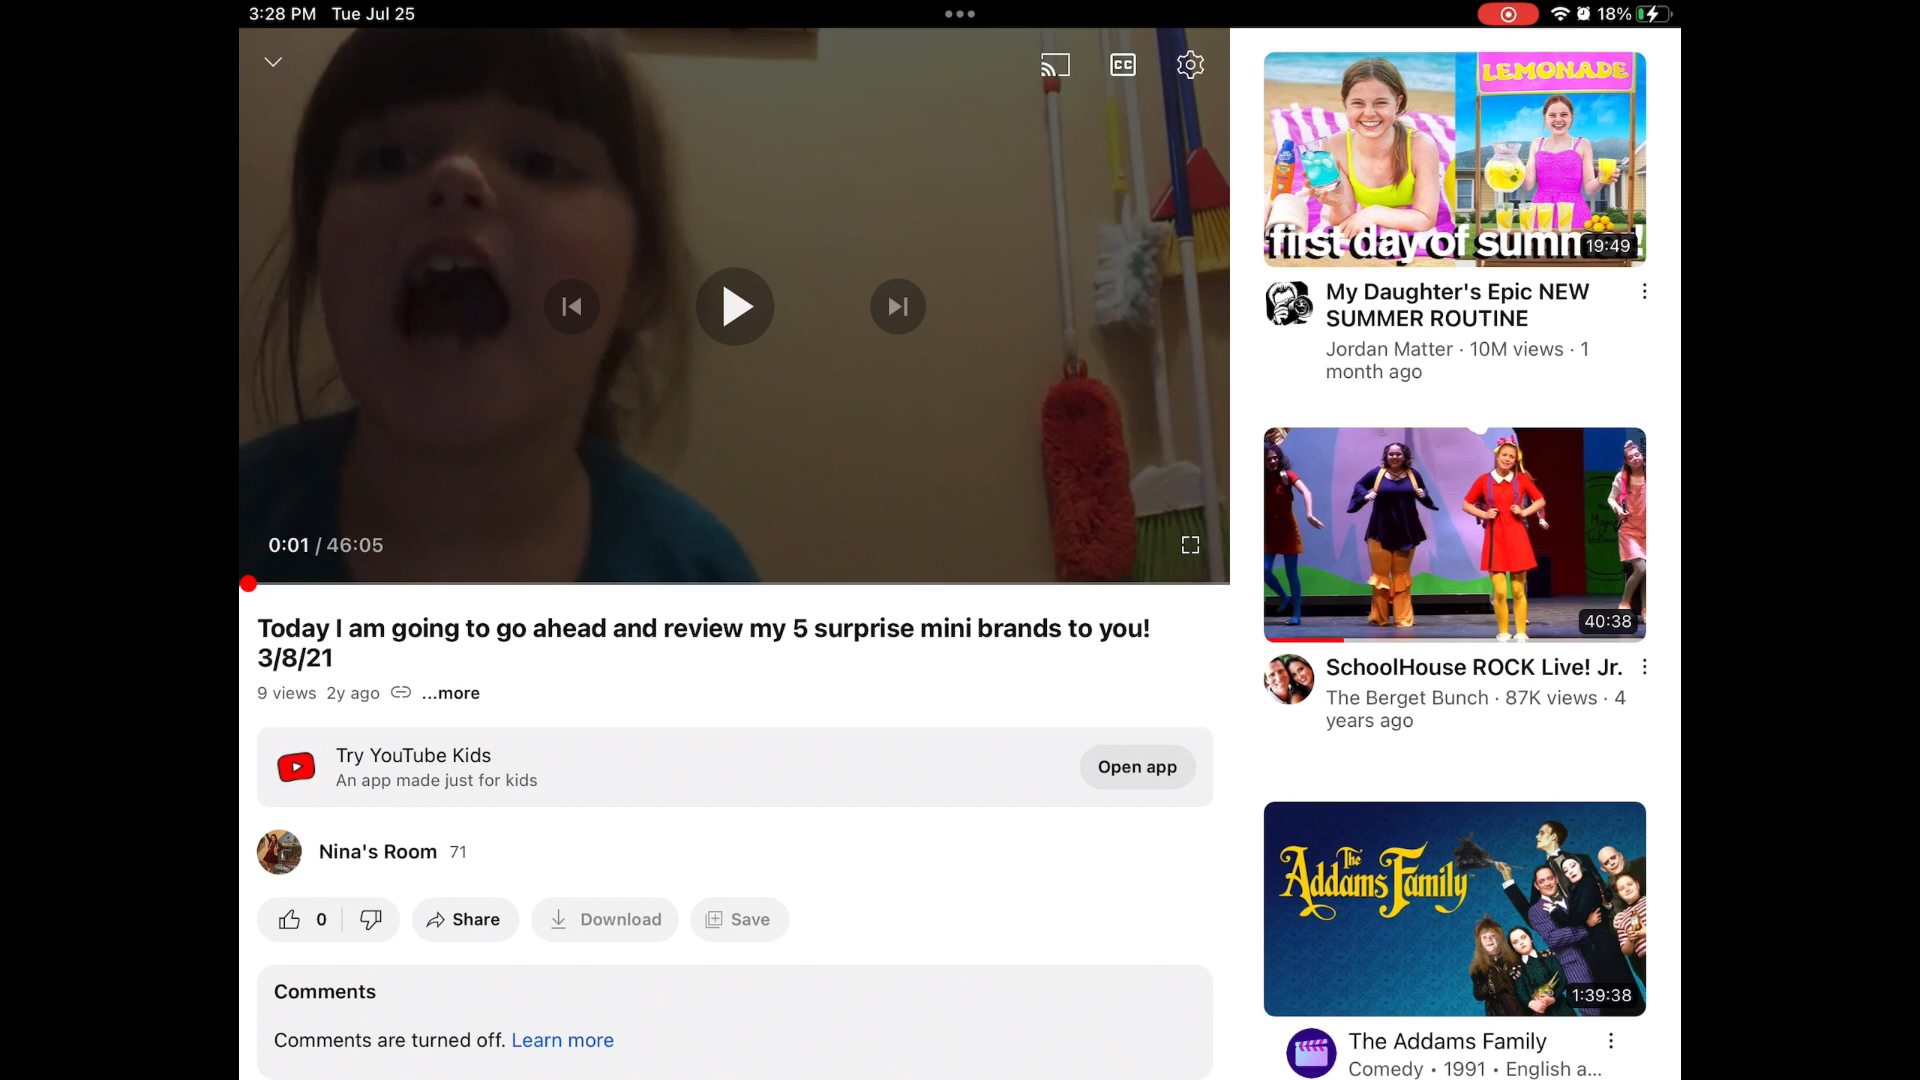 3:28 PM Tue Jul 25
18%
CC
0:01 / 46:05
Today I am going to go ahead and review my 5 surprise mini brands to you!
3/8/21
9 views 2y ago ...more
Try YouTube Kids
An app made just for kids
Open app
Nina's Room 71
0
Share
Download
Save
Comments
Comments are turned off. Learn more
LEMONADE
first day of summ !
19:49
My Daughter's Epic NEW
SUMMER ROUTINE
Jordan Matter · 10M views · 1
month ago
40:38
SchoolHouse ROCK Live! Jr.
The Berget Bunch · 87K views · 4
years ago
The
Addams Family
1:39:38
The Addams Family
Comedy • 1991 • English a...